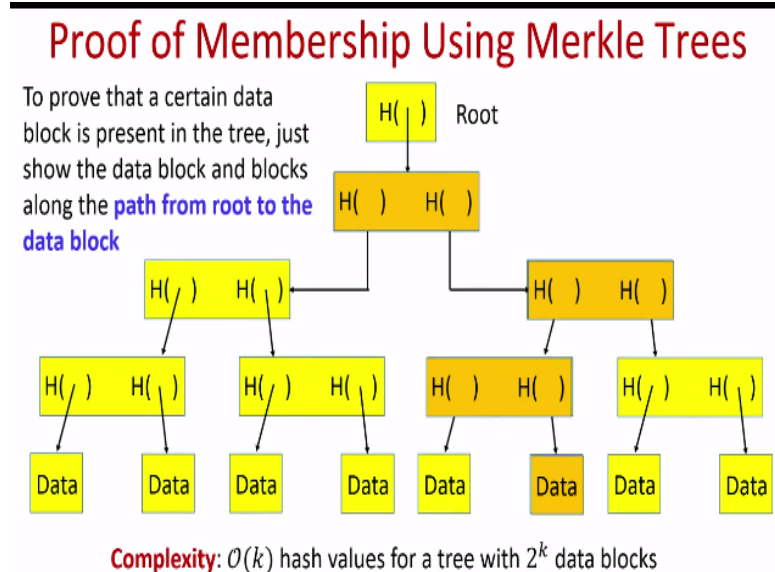 Proof of Membership Using Merkle Trees
To prove that a certain data
block is present in the tree, just
show the data block and blocks
along the path from root to the
data block
H( ) Root
H( ) H( )
H( ) H( ) H( ) H( )
H( ) H( ) H( ) H( ) H( ) H( ) H( ) H( )
Data Data Data Data Data Data Data Data
Complexity: 𝒪(k) hash values for a tree with 2^k data blocks